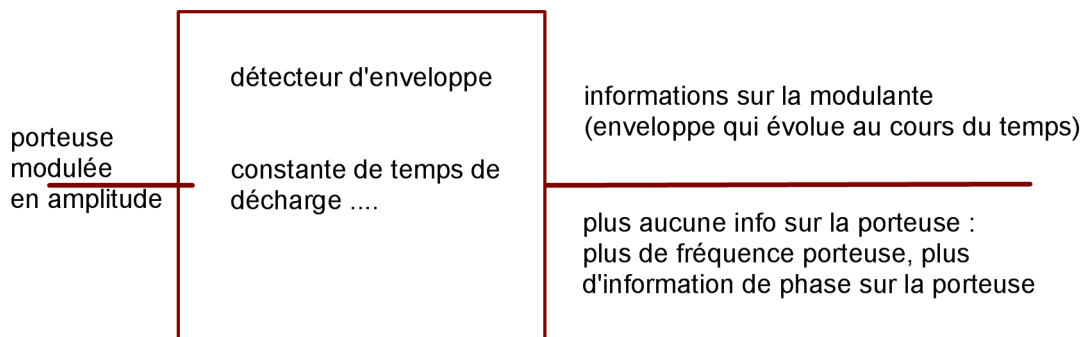 porteuse
modulée
en amplitude
détecteur d'enveloppe
constante de temps de
décharge ....
informations sur la modulante
(enveloppe qui évolue au cours du temps)
plus aucune info sur la porteuse :
plus de fréquence porteuse, plus
d'information de phase sur la porteuse